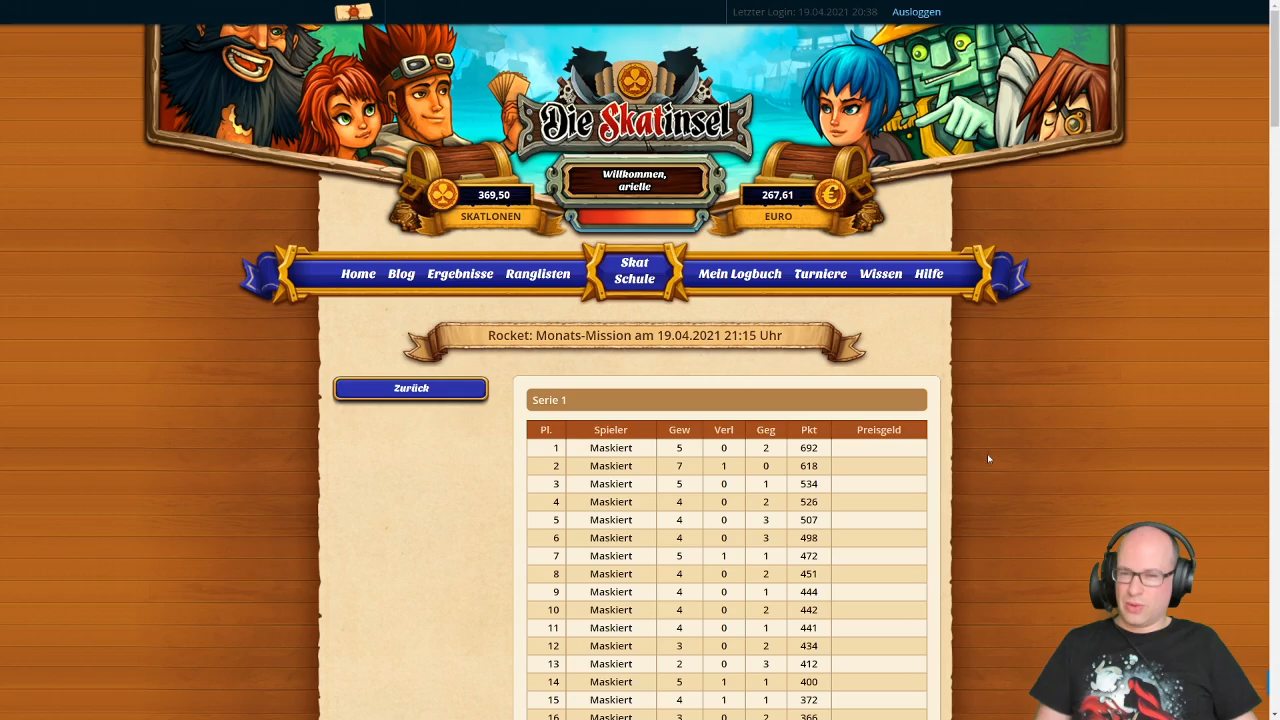 Letzter Login: 19.04.2021 20:38 Ausloggen
Die Skatinsel
Willkommen,
arielle
369,50
SKATLONEN
267,61
EURO
Home Blog Ergebnisse Ranglisten Skat Schule Mein Logbuch Turniere Wissen Hilfe
Rocket: Monats-Mission am 19.04.2021 21:15 Uhr
Zurück
Serie 1
Pl. Spieler Gew Verl Geg Pkt Preisgeld
1 Maskiert 5 0 2 692
2 Maskiert 7 1 0 618
3 Maskiert 5 0 1 534
4 Maskiert 4 0 2 526
5 Maskiert 4 0 3 507
6 Maskiert 4 0 3 498
7 Maskiert 5 1 1 472
8 Maskiert 4 0 2 451
9 Maskiert 4 0 1 444
10 Maskiert 4 0 2 442
11 Maskiert 4 0 1 441
12 Maskiert 3 0 2 434
13 Maskiert 2 0 3 412
14 Maskiert 5 1 1 400
15 Maskiert 4 1 1 372
16 Maskiert 3 0 2 366